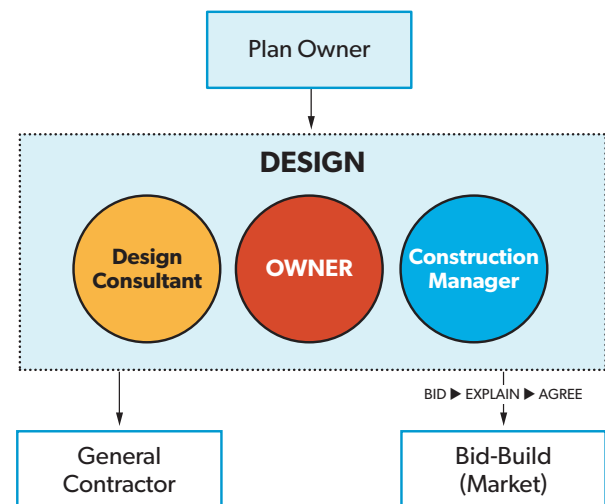 Plan Owner
DESIGN
Design
Consultant
OWNER
Construction
Manager
BID ▶ EXPLAIN ▶ AGREE
General
Contractor
Bid-Build
(Market)